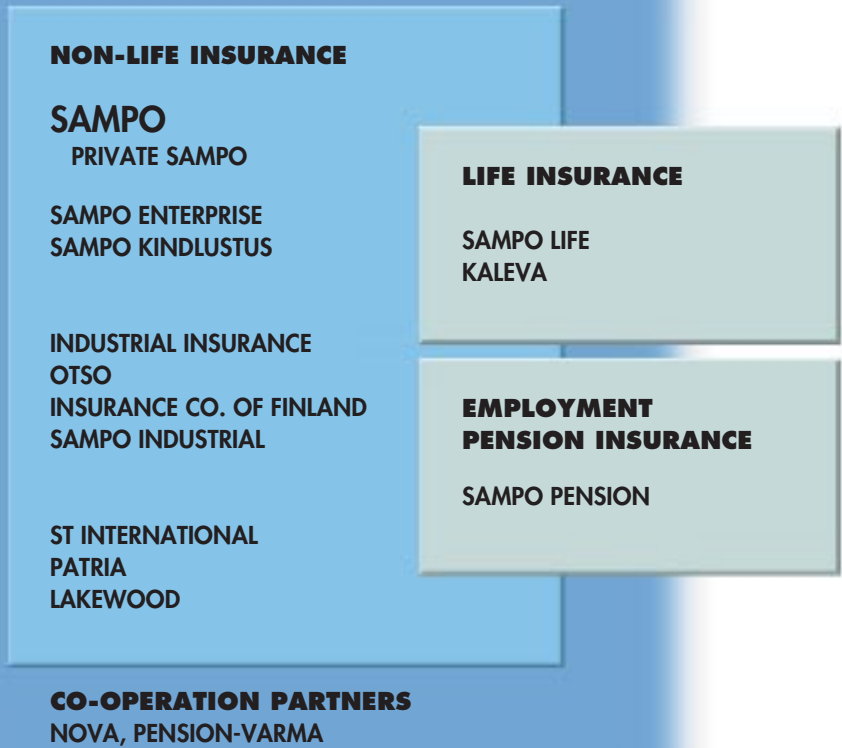 NON-LIFE INSURANCE
SAMPO
PRIVATE SAMPO
SAMPO ENTERPRISE
SAMPO KINDLUSTUS
INDUSTRIAL INSURANCE
OTSO
INSURANCE CO. OF FINLAND
SAMPO INDUSTRIAL
ST INTERNATIONAL
PATRIA
LAKEWOOD
LIFE INSURANCE
SAMPO LIFE
KALEVA
EMPLOYMENT
PENSION INSURANCE
SAMPO PENSION
CO-OPERATION PARTNERS
NOVA, PENSION-VARMA